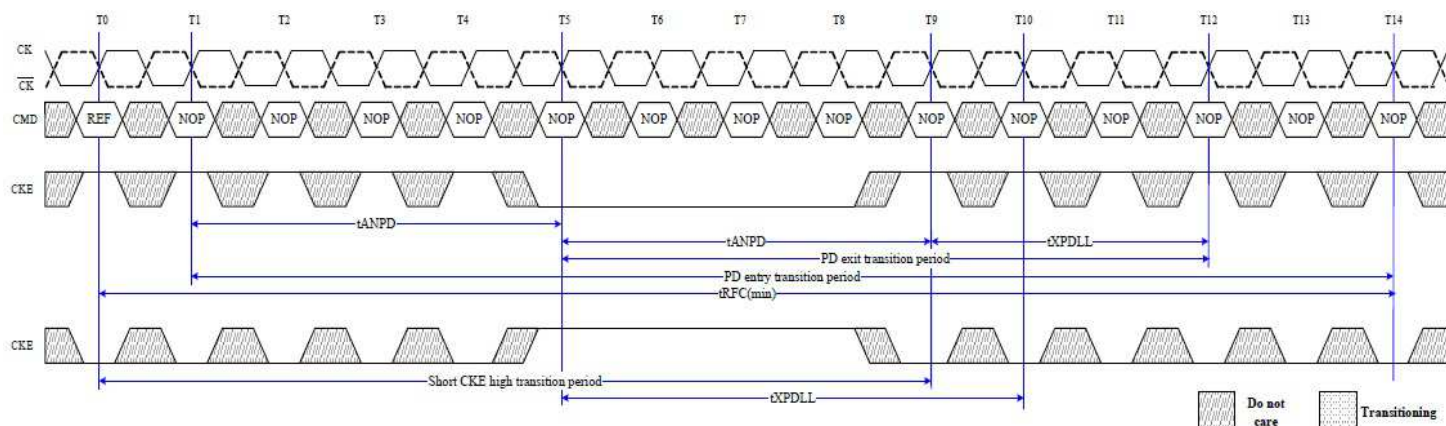 T0 T1 T2 T3 T4 T5 T6 T7 T8 T9 T10 T11 T12 T13 T14
CK
CK
CMD REF NOP NOP NOP NOP NOP NOP NOP NOP NOP NOP NOP NOP NOP NOP
CKE
tANPD
tANPD tXPDLL
PD exit transition period
PD entry transition period
tRFC(min)
CKE
Short CKE high transition period
tXPDLL
Do not care
Transitioning